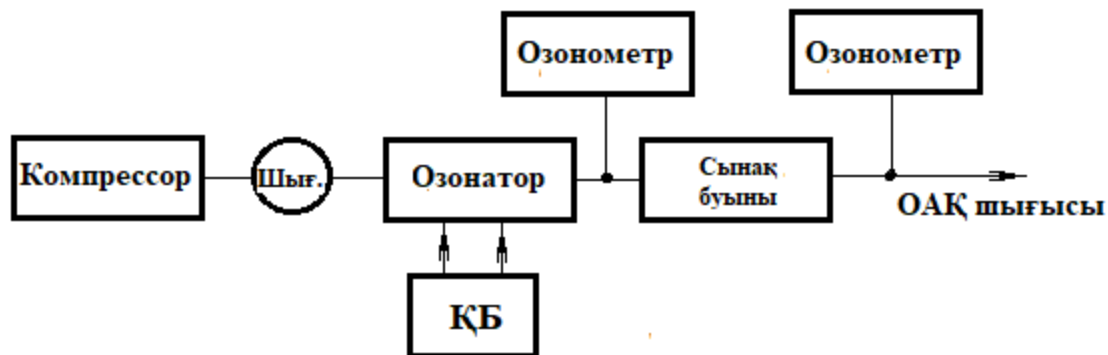 Озонометр
Озонометр
Компрессор
Шығ.
Озонатор
Сынақ
буыны
ОАҚ шығысы
ҚБ